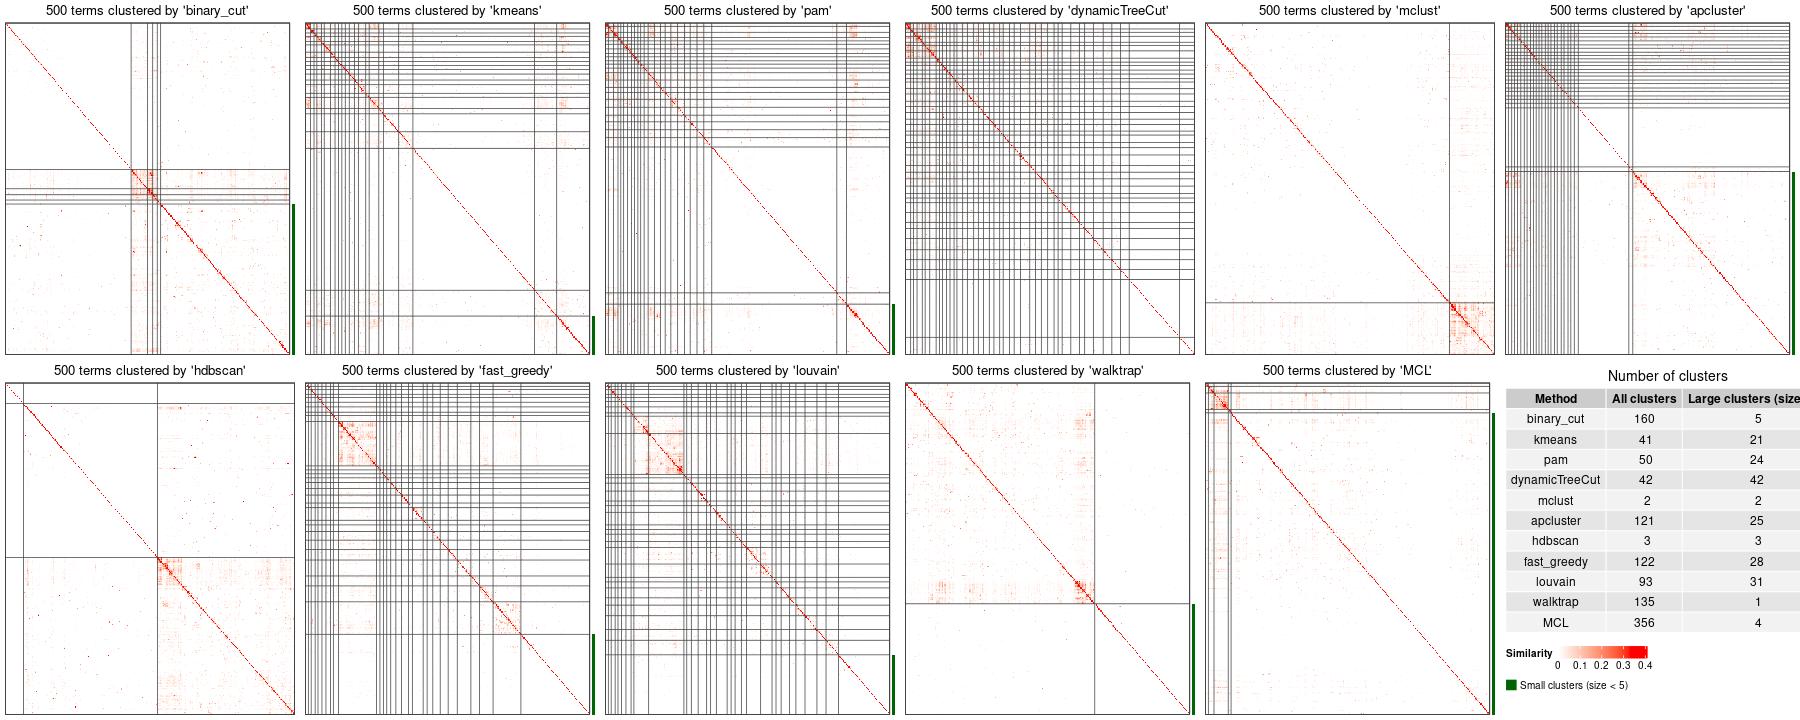 500 terms clustered by 'binary_cut'
500 terms clustered by 'kmeans'
500 terms clustered by 'pam'
500 terms clustered by 'dynamicTreeCut'
500 terms clustered by 'mclust'
500 terms clustered by 'apcluster'
500 terms clustered by 'hdbscan'
500 terms clustered by 'fast_greedy'
500 terms clustered by 'louvain'
500 terms clustered by 'walktrap'
500 terms clustered by 'MCL'
Number of clusters
Method All clusters Large clusters (size
binary_cut 160 5
kmeans 41 21
pam 50 24
dynamicTreeCut 42 42
mclust 2 2
apcluster 121 25
hdbscan 3 3
fast_greedy 122 28
louvain 93 31
walktrap 135 1
MCL 356 4
Similarity
0 0.1 0.2 0.3 0.4
Small clusters (size < 5)